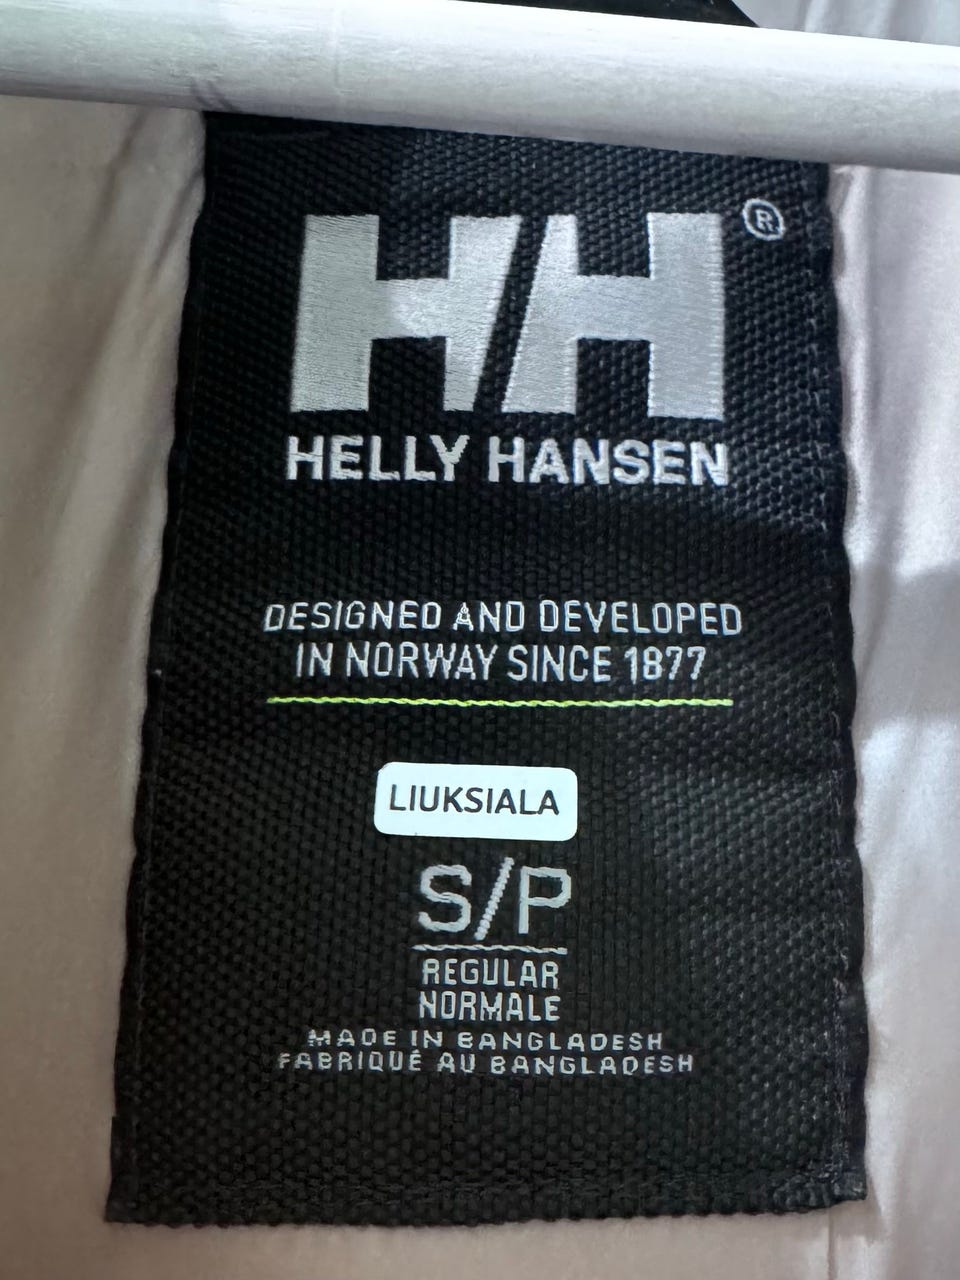 HH®
HELLY HANSEN
DESIGNED AND DEVELOPED
IN NORWAY SINCE 1877
LIUKSIALA
S/P
REGULAR
NORMALE
MADE IN BANGLADESH
FABRIQUÉ AU BANGLADESH